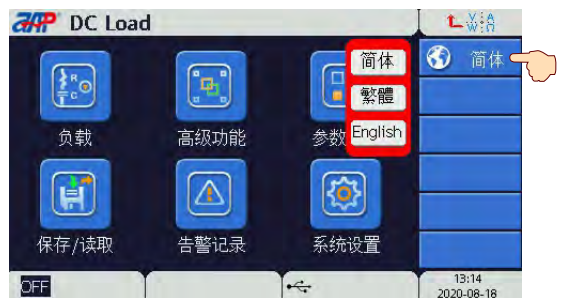 ZAP DC Load
V A
W Ω
简体
繁體
English
简体
R
C
负载
高级功能
参数
保存/读取
告警记录
系统设置
OFF
13:14
2020-08-18